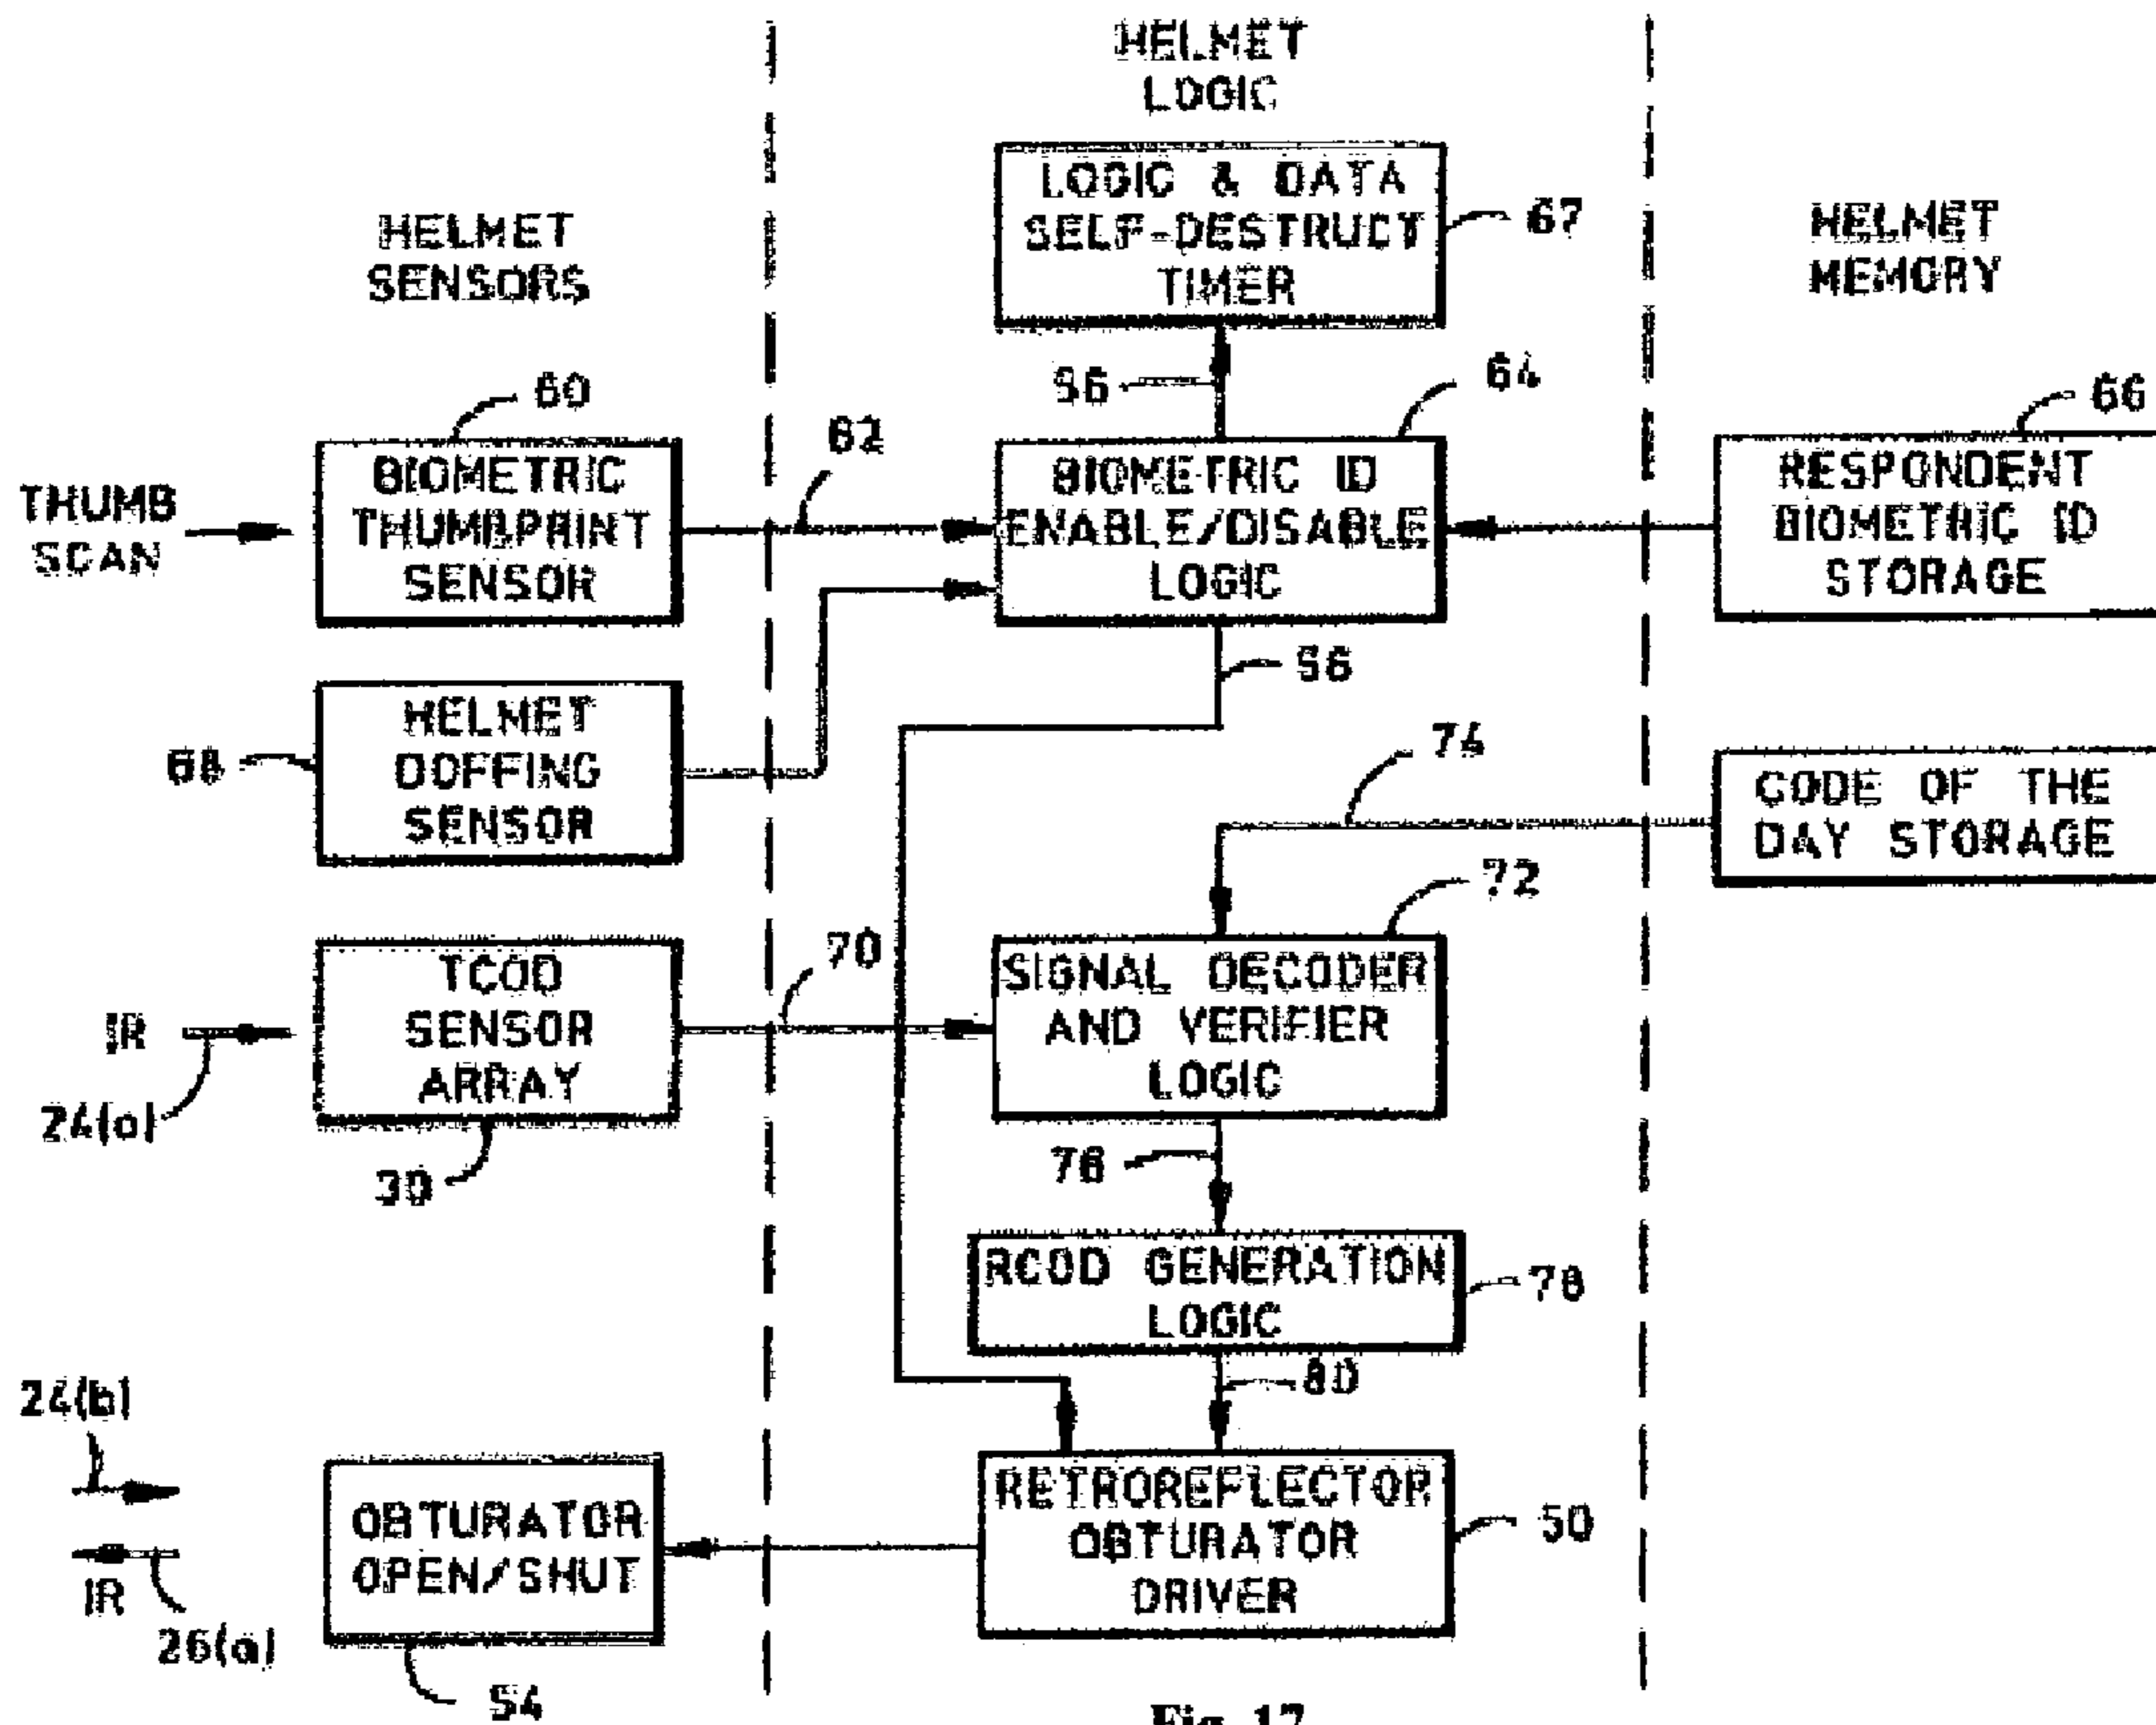 HELMET
LOGIC
LOGIC & DATA
SELF-DESTRUCT
TIMER
67
HELMET
SENSORS
HELMET
MEMORY
60
62
56
64
66
THUMB
SCAN
BIOMETRIC
THUMBPRINT
SENSOR
BIOMETRIC ID
ENABLE/DISABLE
LOGIC
RESPONDENT
BIOMETRIC ID
STORAGE
56
68
HELMET
DOFFING
SENSOR
74
CODE OF THE
DAY STORAGE
72
70
IR
24(a)
TCOD
SENSOR
ARRAY
30
SIGNAL DECODER
AND VERIFIER
LOGIC
76
RCOD GENERATION
LOGIC
78
80
24(b)
IR
26(a)
OBTURATOR
OPEN/SHUT
54
RETROREFLECTOR
OBTURATOR
DRIVER
50
Fig. 17